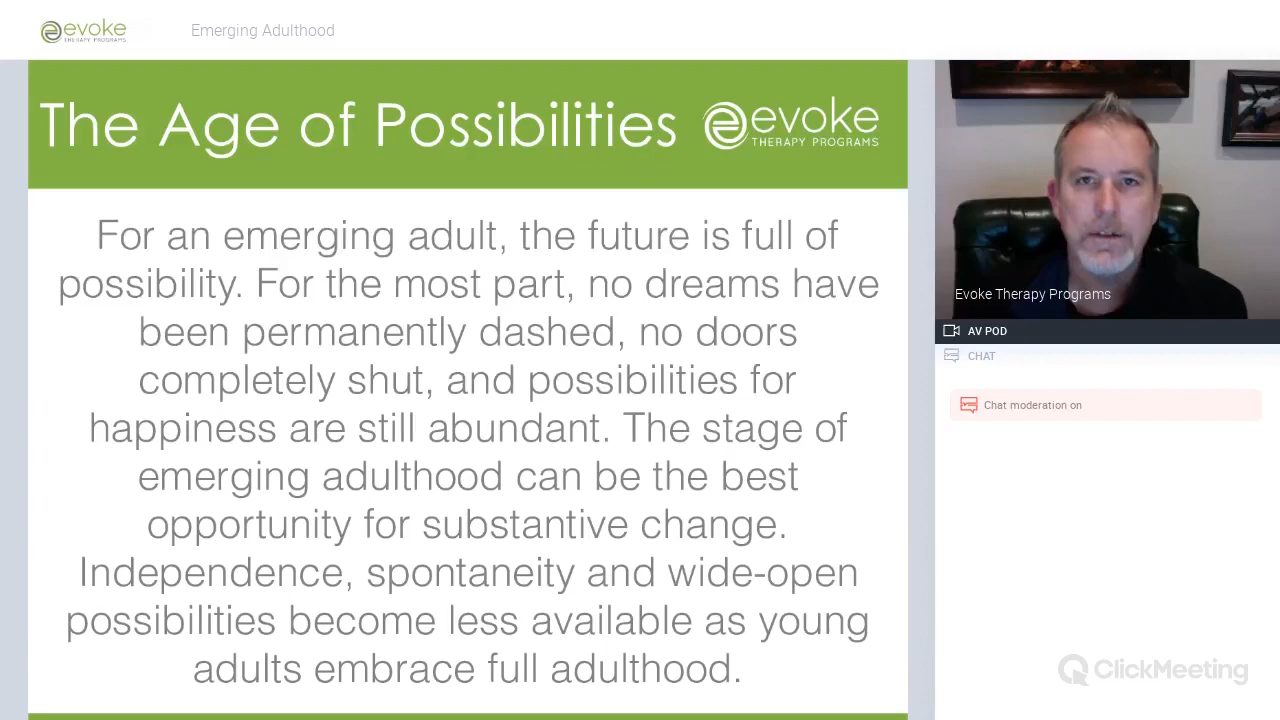 evoke
THERAPY PROGRAMS
Emerging Adulthood
The Age of Possibilities
evoke
THERAPY PROGRAMS
For an emerging adult, the future is full of
possibility. For the most part, no dreams have
been permanently dashed, no doors
completely shut, and possibilities for
happiness are still abundant. The stage of
emerging adulthood can be the best
opportunity for substantive change.
Independence, spontaneity and wide-open
possibilities become less available as young
adults embrace full adulthood.
Evoke Therapy Programs
AV POD
CHAT
Chat moderation on
ClickMeeting